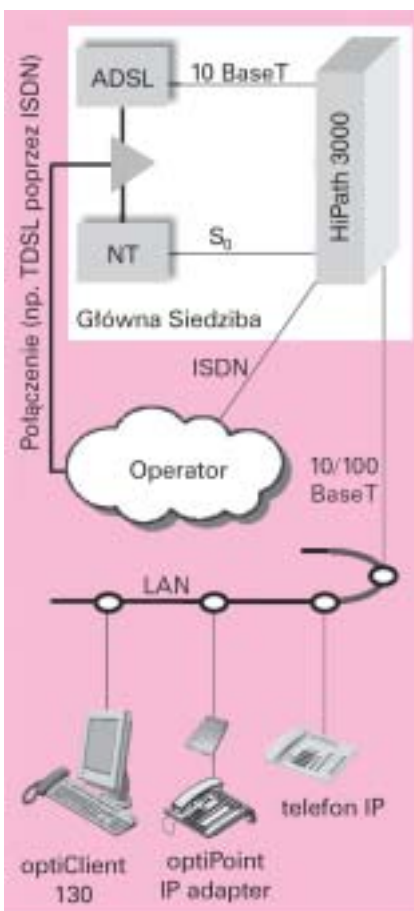 ADSL
10 BaseT
HiPath 3000
NT
S0
Główna Siedziba
Połączenie (np. TDSL poprzez ISDN)
ISDN
Operator
10/100
BaseT
LAN
optiClient
130
optiPoint
IP adapter
telefon IP